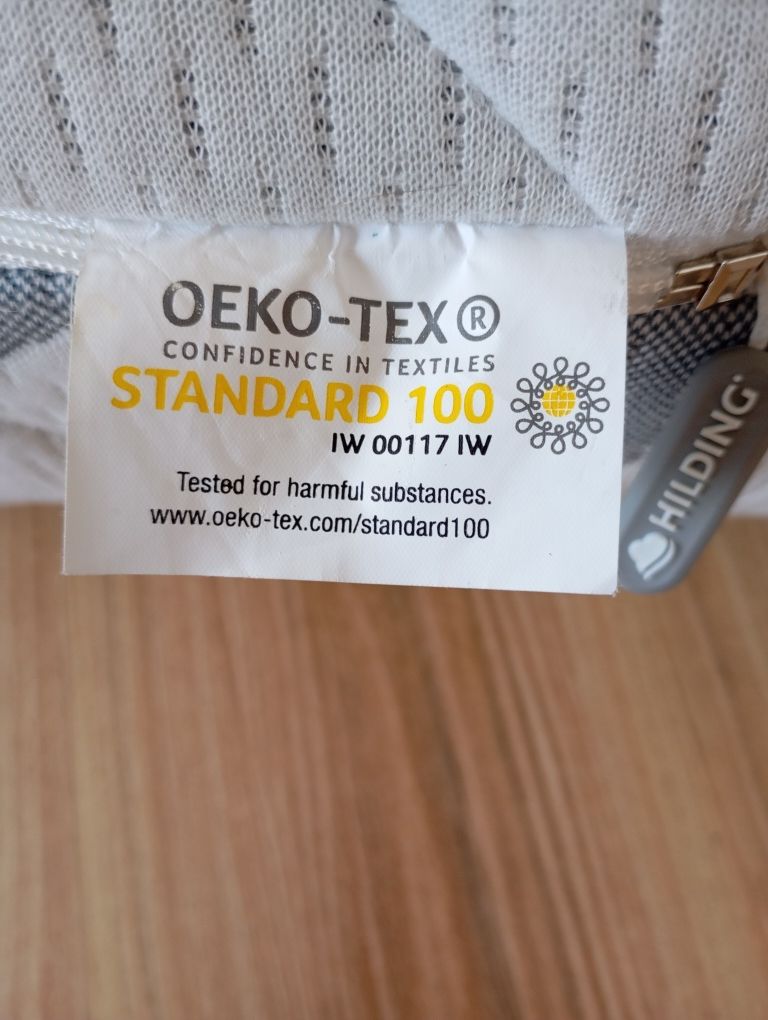 OEKO-TEX®
CONFIDENCE IN TEXTILES
STANDARD 100
IW 00117 IW
Tested for harmful substances.
www.oeko-tex.com/standard100
HILDING